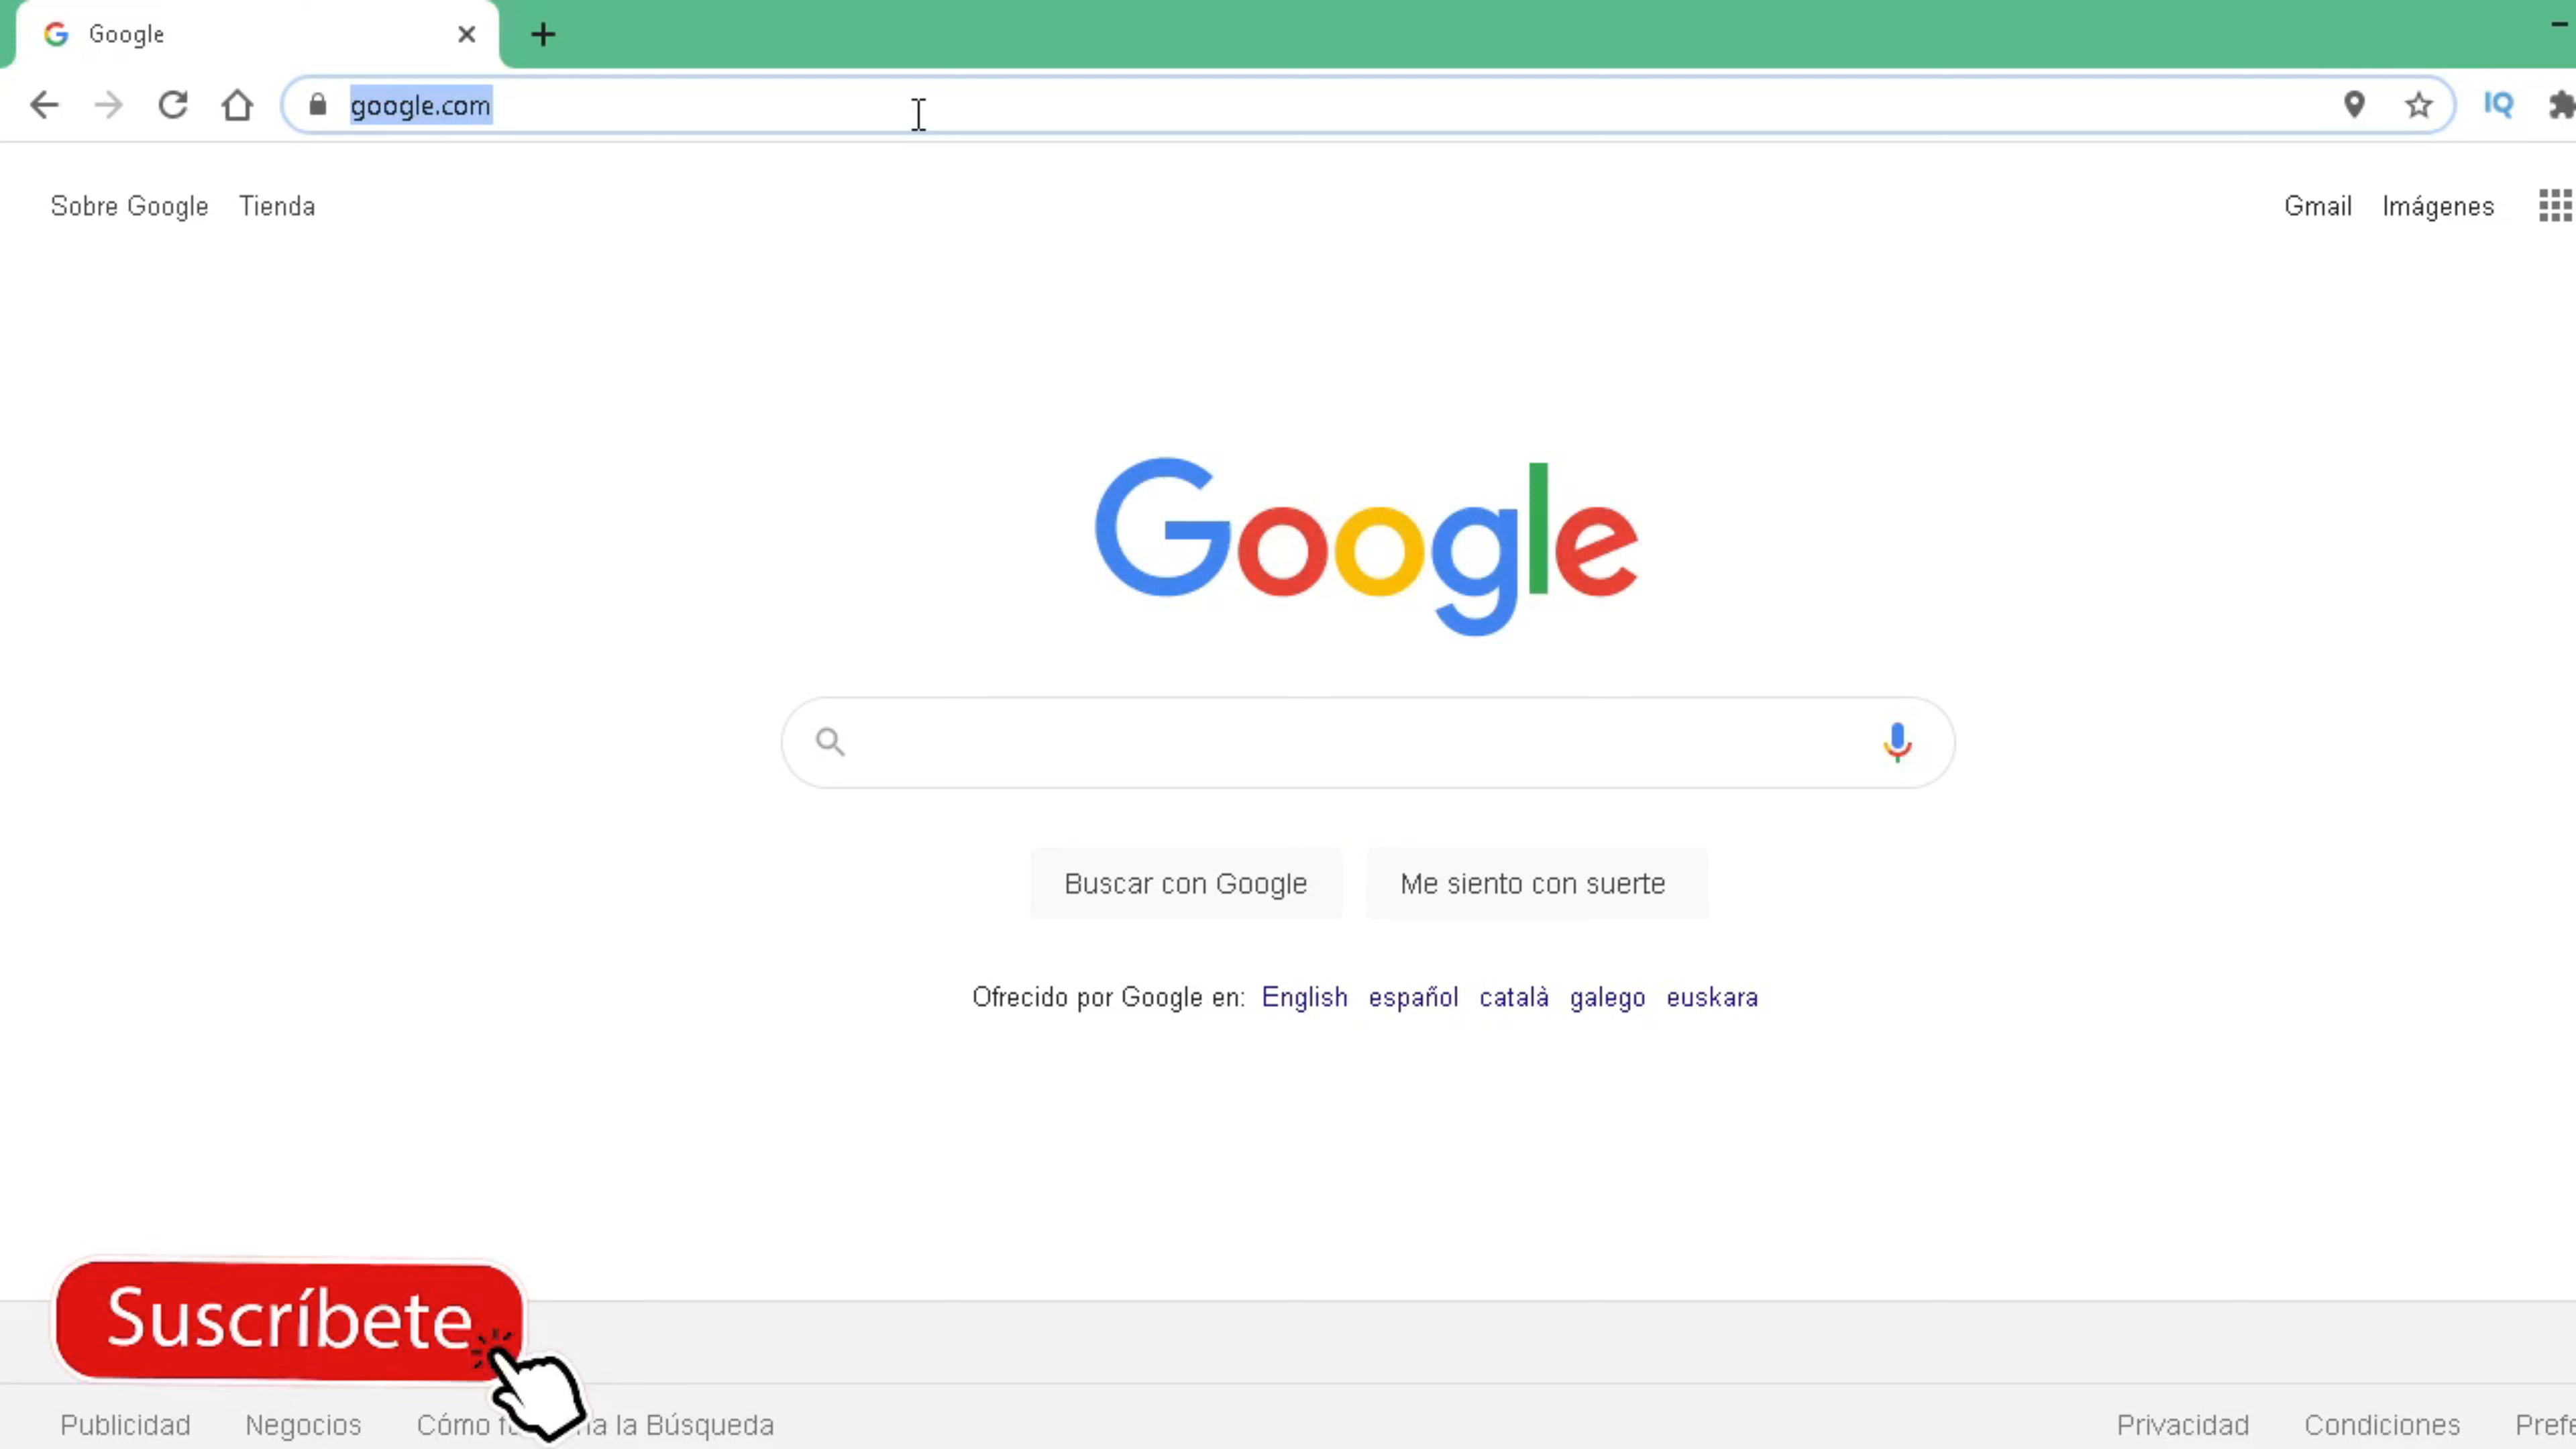 Google
google.com
IQ
Sobre Google Tienda
Gmail Imágenes
Google
Buscar con Google Me siento con suerte
Ofrecido por Google en: English español català galego euskara
Suscríbete
Publicidad Negocios Cómo la Búsqueda
Privacidad Condiciones